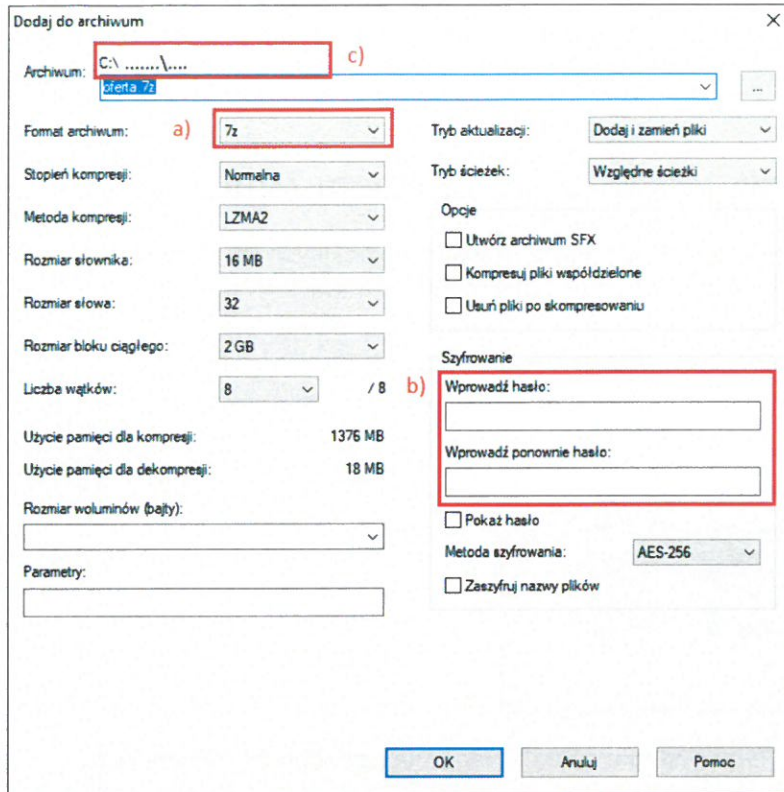 Dodaj do archiwum
Archiwum: C:\ .......\.... c)
oferta.7z ...
Format archiwum: a) 7z
Stopień kompresji: Normalna
Metoda kompresji: LZMA2
Rozmiar słownika: 16 MB
Rozmiar słowa: 32
Rozmiar bloku ciągłego: 2 GB
Liczba wątków: 8 / 8
Użycie pamięci dla kompresji: 1376 MB
Użycie pamięci dla dekompresji: 18 MB
Rozmiar woluminów (bajty):
Parametry:
Tryb aktualizacji: Dodaj i zamień pliki
Tryb ścieżek: Względne ścieżki
Opcje
Utwórz archiwum SFX
Kompresuj pliki współdzielone
Usuń pliki po skompresowaniu
Szyfrowanie
b) Wprowadź hasło:
Wprowadź ponownie hasło:
Pokaż hasło
Metoda szyfrowania: AES-256
Zaszyfruj nazwy plików
OK Anuluj Pomoc